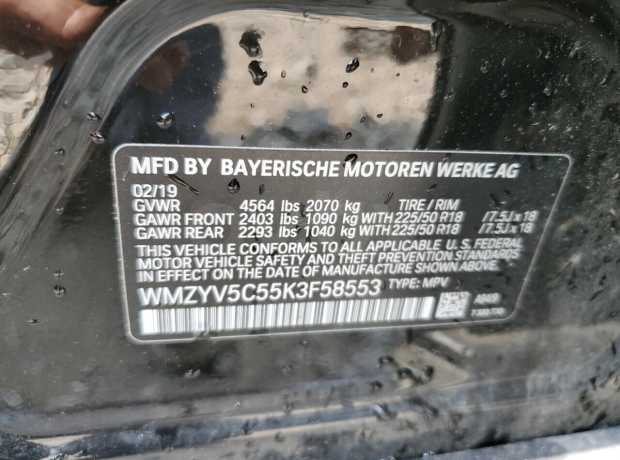 MFD BY BAYERISCHE MOTOREN WERKE AG
02/19
GVWR 4564 lbs 2070 kg TIRE / RIM
GAWR FRONT 2403 lbs 1090 kg WITH 225/50 R18 /7.5Jx18
GAWR REAR 2293 lbs 1040 kg WITH 225/50 R18 /7.5Jx18
THIS VEHICLE CONFORMS TO ALL APPLICABLE U.S. FEDERAL
MOTOR VEHICLE SAFETY AND THEFT PREVENTION STANDARDS
IN EFFECT ON THE DATE OF MANUFACTURE SHOWN ABOVE.
WMZYV5C55K3F58553 TYPE: MPV